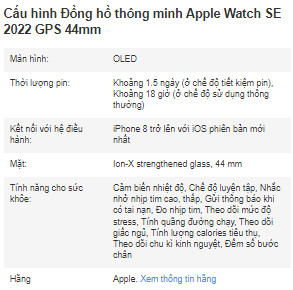 Cấu hình Đồng hồ thông minh Apple Watch SE
2022 GPS 44mm
Màn hình:
OLED
Thời lượng pin:
Khoảng 1.5 ngày (ở chế độ tiết kiệm pin),
Khoảng 18 giờ (ở chế độ sử dụng thông
thường)
Kết nối với hệ điều
hành:
iPhone 8 trở lên với iOS phiên bản mới
nhất
Mặt:
Ion-X strengthened glass, 44 mm
Tính năng cho sức
khỏe:
Cảm biến nhiệt độ, Chế độ luyện tập, Nhắc
nhở nhịp tim cao, thấp, Gửi thông báo khi
có tai nạn, Đo nhịp tim, Theo dõi mức độ
stress, Tính quãng đường chạy, Theo dõi
giấc ngủ, Tính lượng calories tiêu thụ,
Theo dõi chu kì kinh nguyệt, Đếm số bước
chân
Hãng
Apple. Xem thông tin hãng